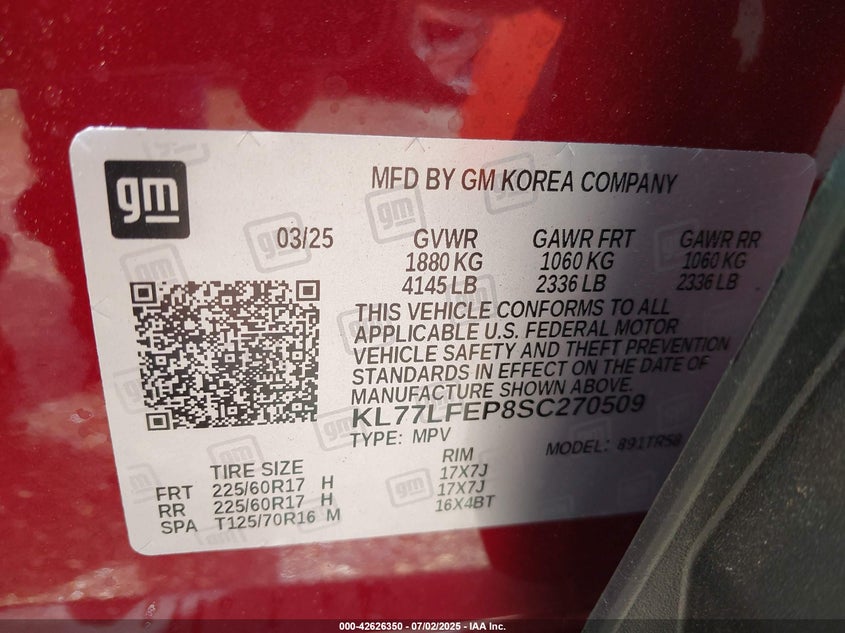 gm
MFD BY GM KOREA COMPANY
03/25 GVWR GAWR FRT GAWR RR
1880 KG 1060 KG 1060 KG
4145 LB 2336 LB 2336 LB
THIS VEHICLE CONFORMS TO ALL
APPLICABLE U.S. FEDERAL MOTOR
VEHICLE SAFETY AND THEFT PREVENTION
STANDARDS IN EFFECT ON THE DATE OF
MANUFACTURE SHOWN ABOVE.
KL77LFEP8SC270509
TYPE: MPV MODEL: 891TR58
TIRE SIZE RIM
FRT 225/60R17 H 17X7J
RR 225/60R17 H 17X7J
SPA T125/70R16 M 16X4BT
000-42626350 - 07/02/2025 - IAA Inc.